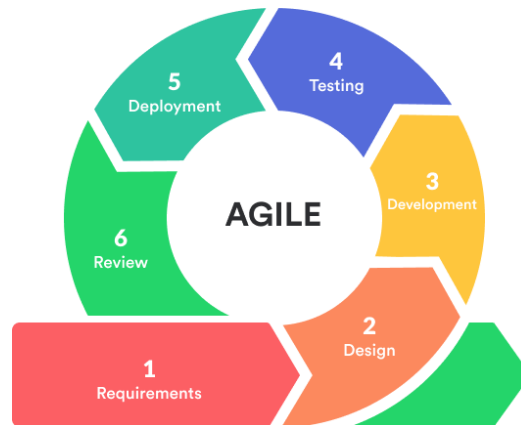 AGILE
1
Requirements
2
Design
3
Development
4
Testing
5
Deployment
6
Review